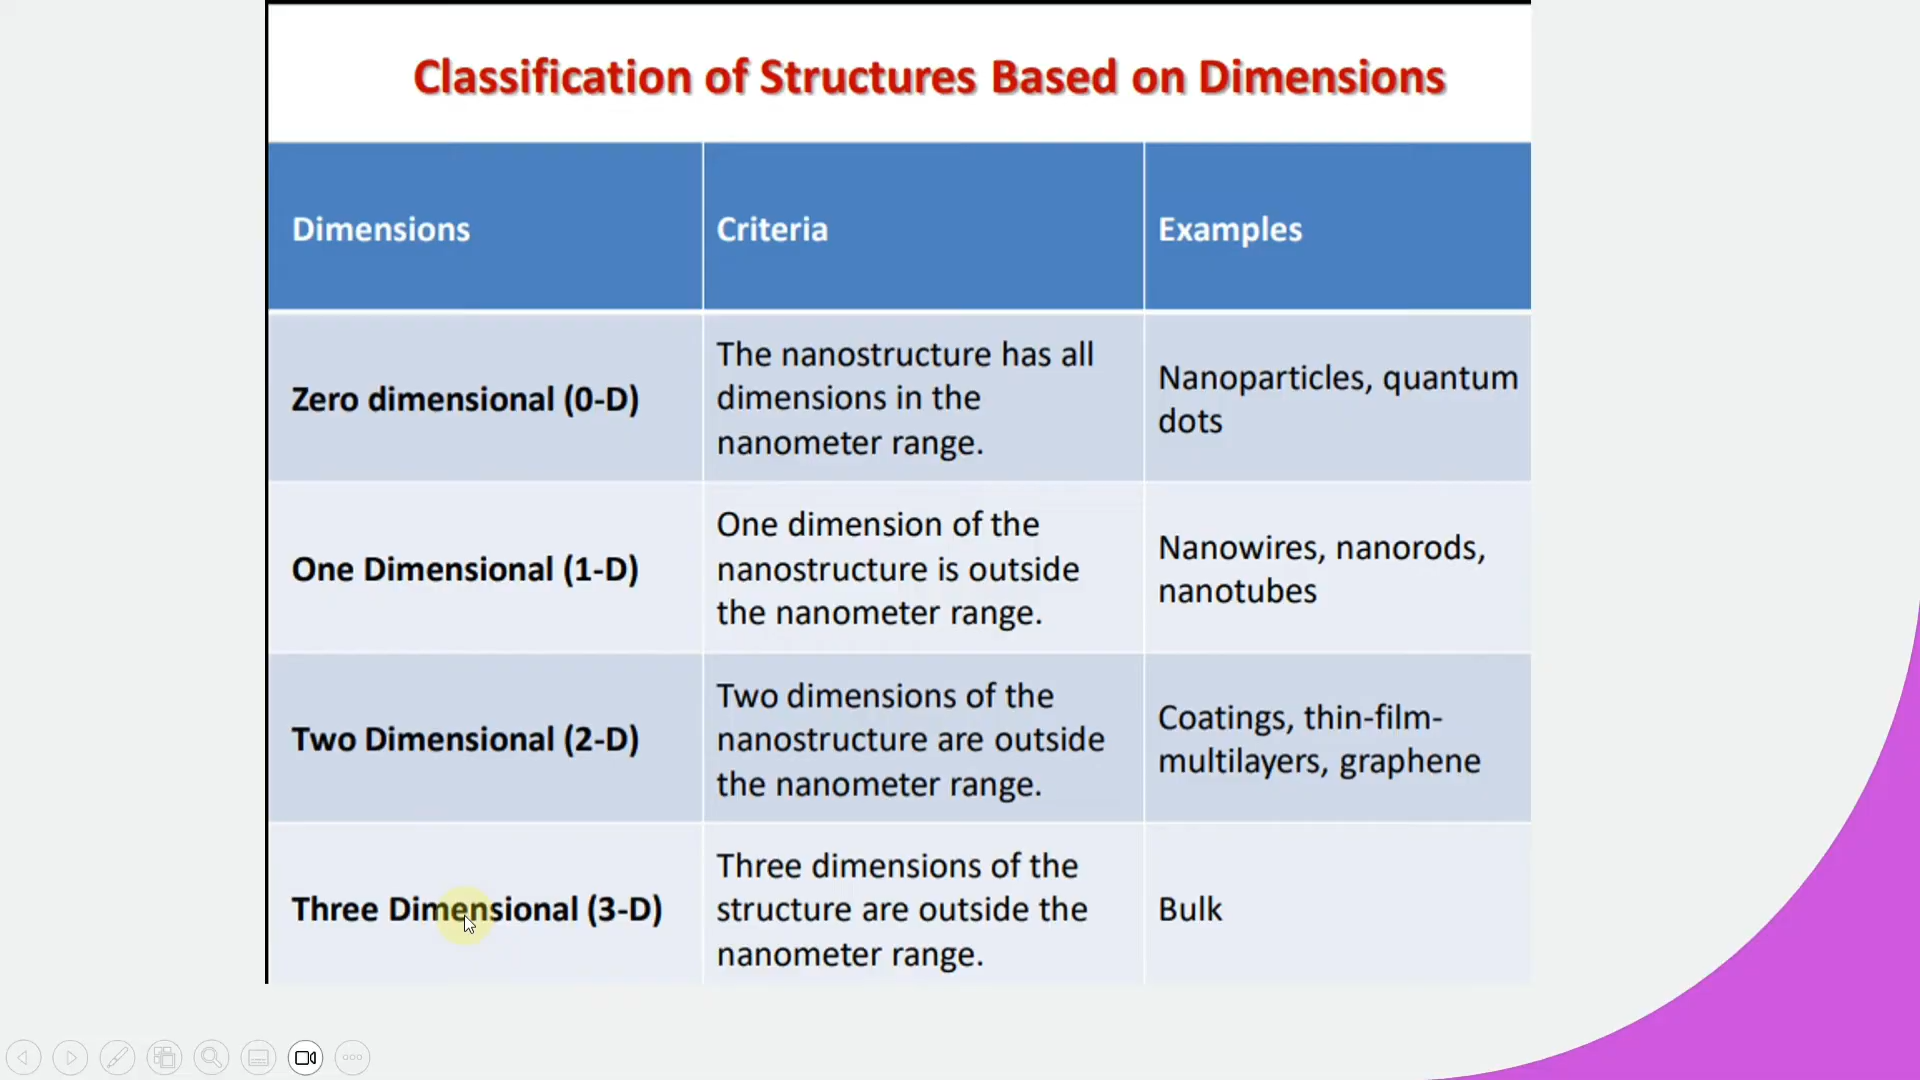 Classification of Structures Based on Dimensions
Dimensions
Criteria
Examples
Zero dimensional (0-D)
The nanostructure has all
dimensions in the
nanometer range.
Nanoparticles, quantum
dots
One Dimensional (1-D)
One dimension of the
nanostructure is outside
the nanometer range.
Nanowires, nanorods,
nanotubes
Two Dimensional (2-D)
Two dimensions of the
nanostructure are outside
the nanometer range.
Coatings, thin-film-
multilayers, graphene
Three Dimensional (3-D)
Three dimensions of the
structure are outside the
nanometer range.
Bulk